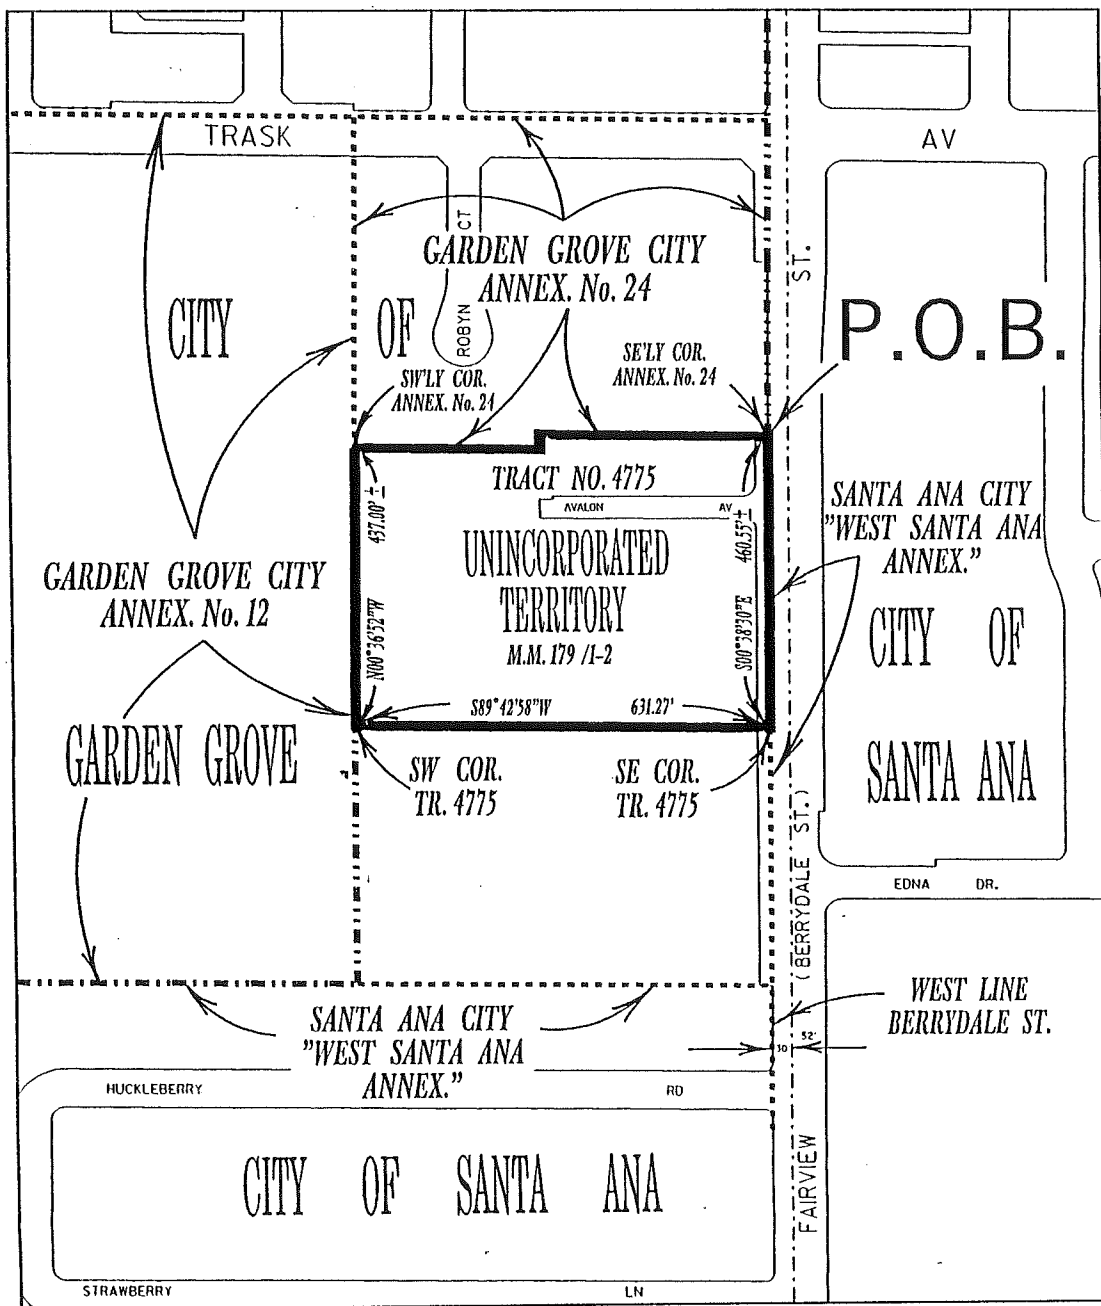 TRASK
AV
CITY
OF
GARDEN GROVE CITY
ANNEX. No. 24
ROBYN
CT
ST.
P.O.B.
SW'LY COR.
ANNEX. No. 24
SE'LY COR.
ANNEX. No. 24
TRACT NO. 4775
AVALON
AV
437.00' ±
460.55' ±
UNINCORPORATED
TERRITORY
M.M. 179 /1-2
N00°36'52"W
S00°38'30"E
S89°42'58"W
631.27'
SANTA ANA CITY
"WEST SANTA ANA
ANNEX."
GARDEN GROVE CITY
ANNEX. No. 12
CITY OF
SANTA ANA
GARDEN GROVE
SW COR.
TR. 4775
SE COR.
TR. 4775
EDNA DR.
(BERRYDALE ST.)
WEST LINE
BERRYDALE ST.
30
52'
SANTA ANA CITY
"WEST SANTA ANA
ANNEX."
HUCKLEBERRY
RD
CITY OF SANTA ANA
FAIRVIEW
STRAWBERRY
LN